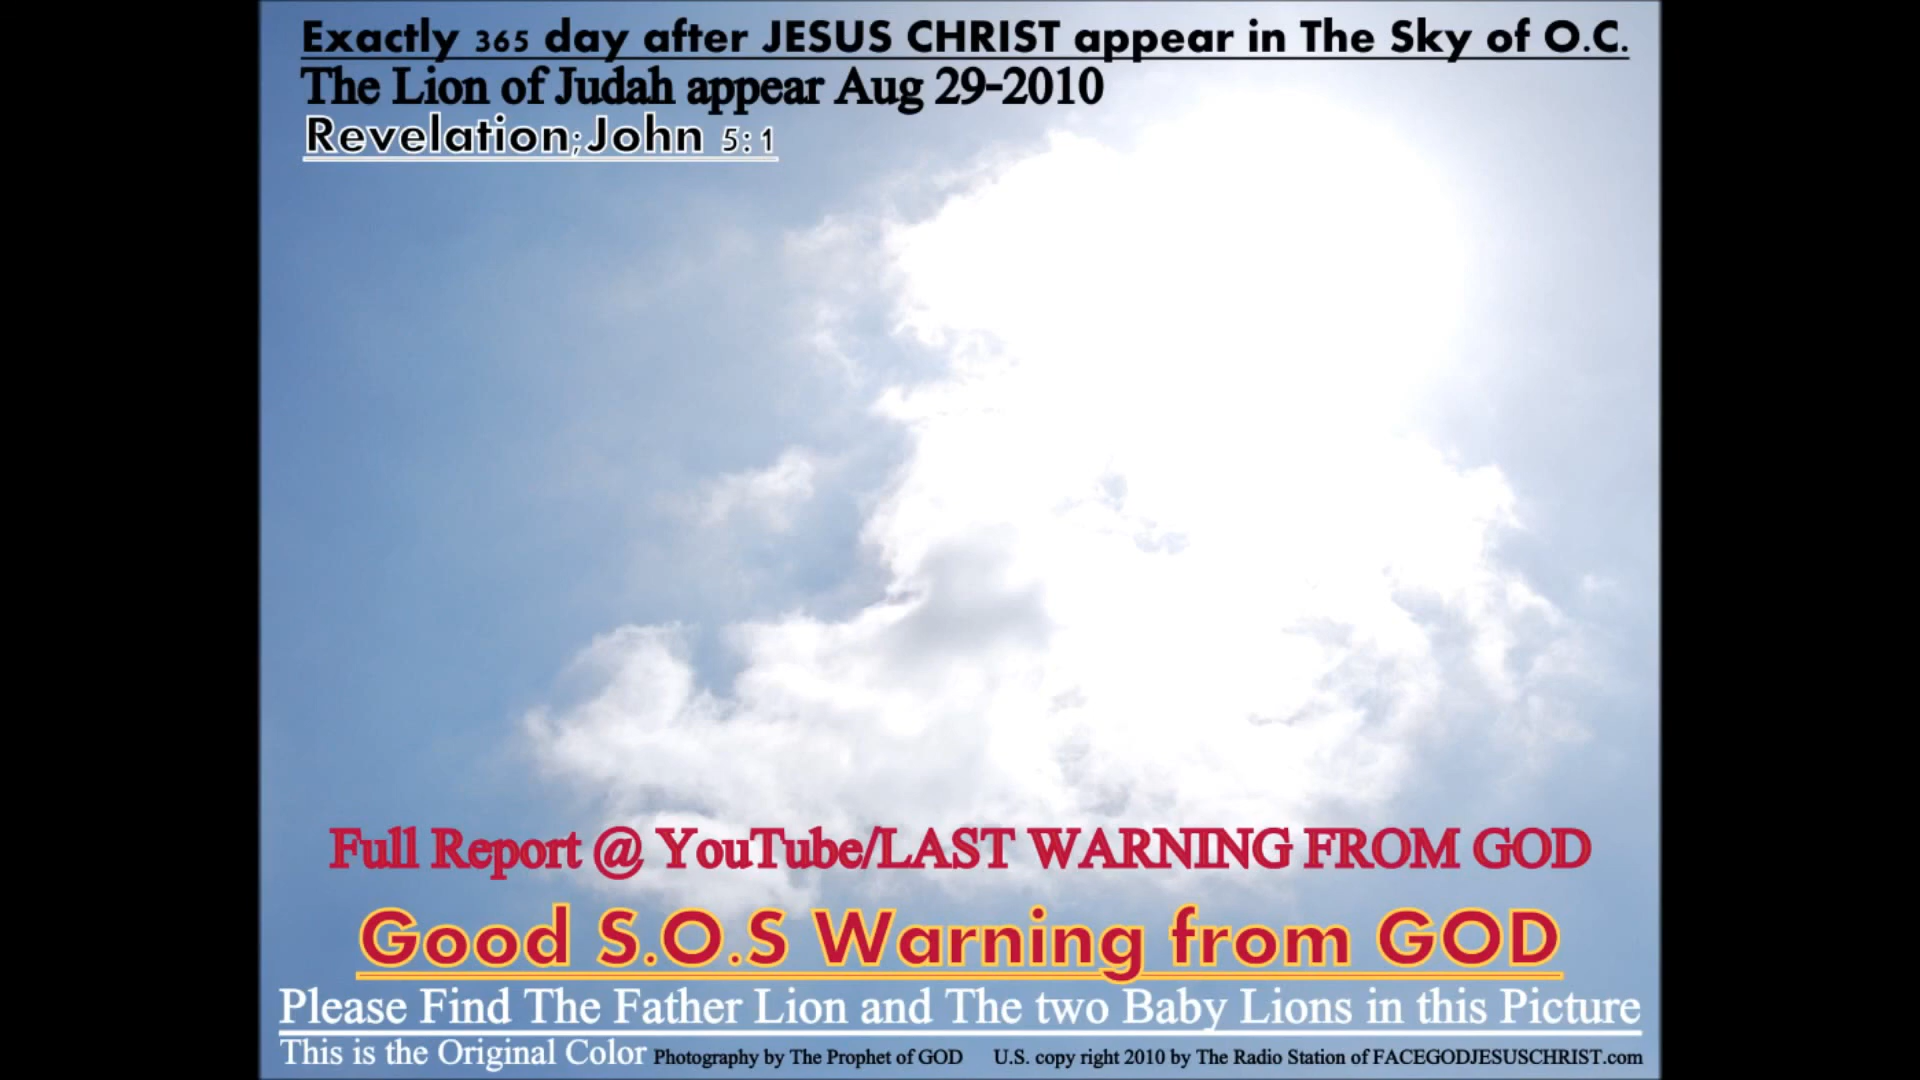 Exactly 365 day after JESUS CHRIST appear in The Sky of O.C.
The Lion of Judah appear Aug 29-2010
Revelation;John 5:1
Full Report @ YouTube/LAST WARNING FROM GOD
Good S.O.S Warning from GOD
Please Find The Father Lion and The two Baby Lions in this Picture
This is the Original Color Photography by The Prophet of GOD U.S. copy right 2010 by The Radio Station of FACEGODJESUSCHRIST.com